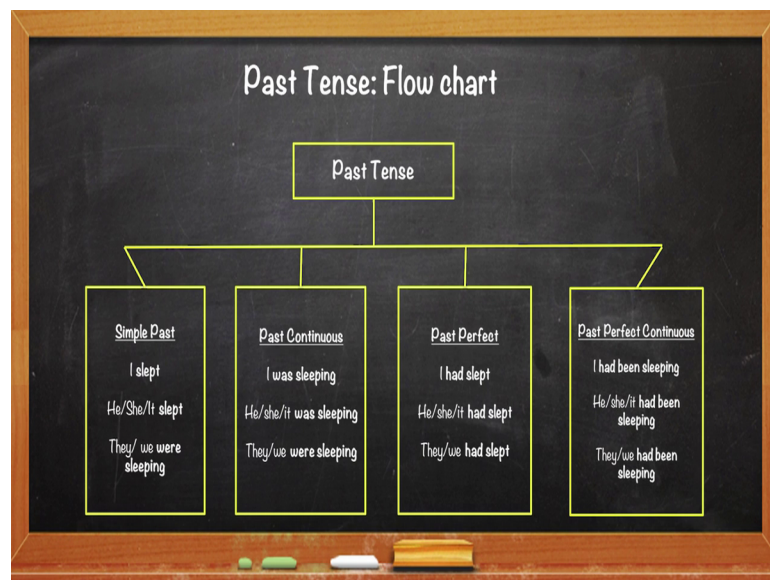 Past Tense: Flow chart
Past Tense
Simple Past
I slept
He/She/It slept
They/ we were
sleeping
Past Continuous
I was sleeping
He/she/it was sleeping
They/we were sleeping
Past Perfect
I had slept
He/she/it had slept
They/we had slept
Past Perfect Continuous
I had been sleeping
He/she/it had been
sleeping
They/we had been
sleeping